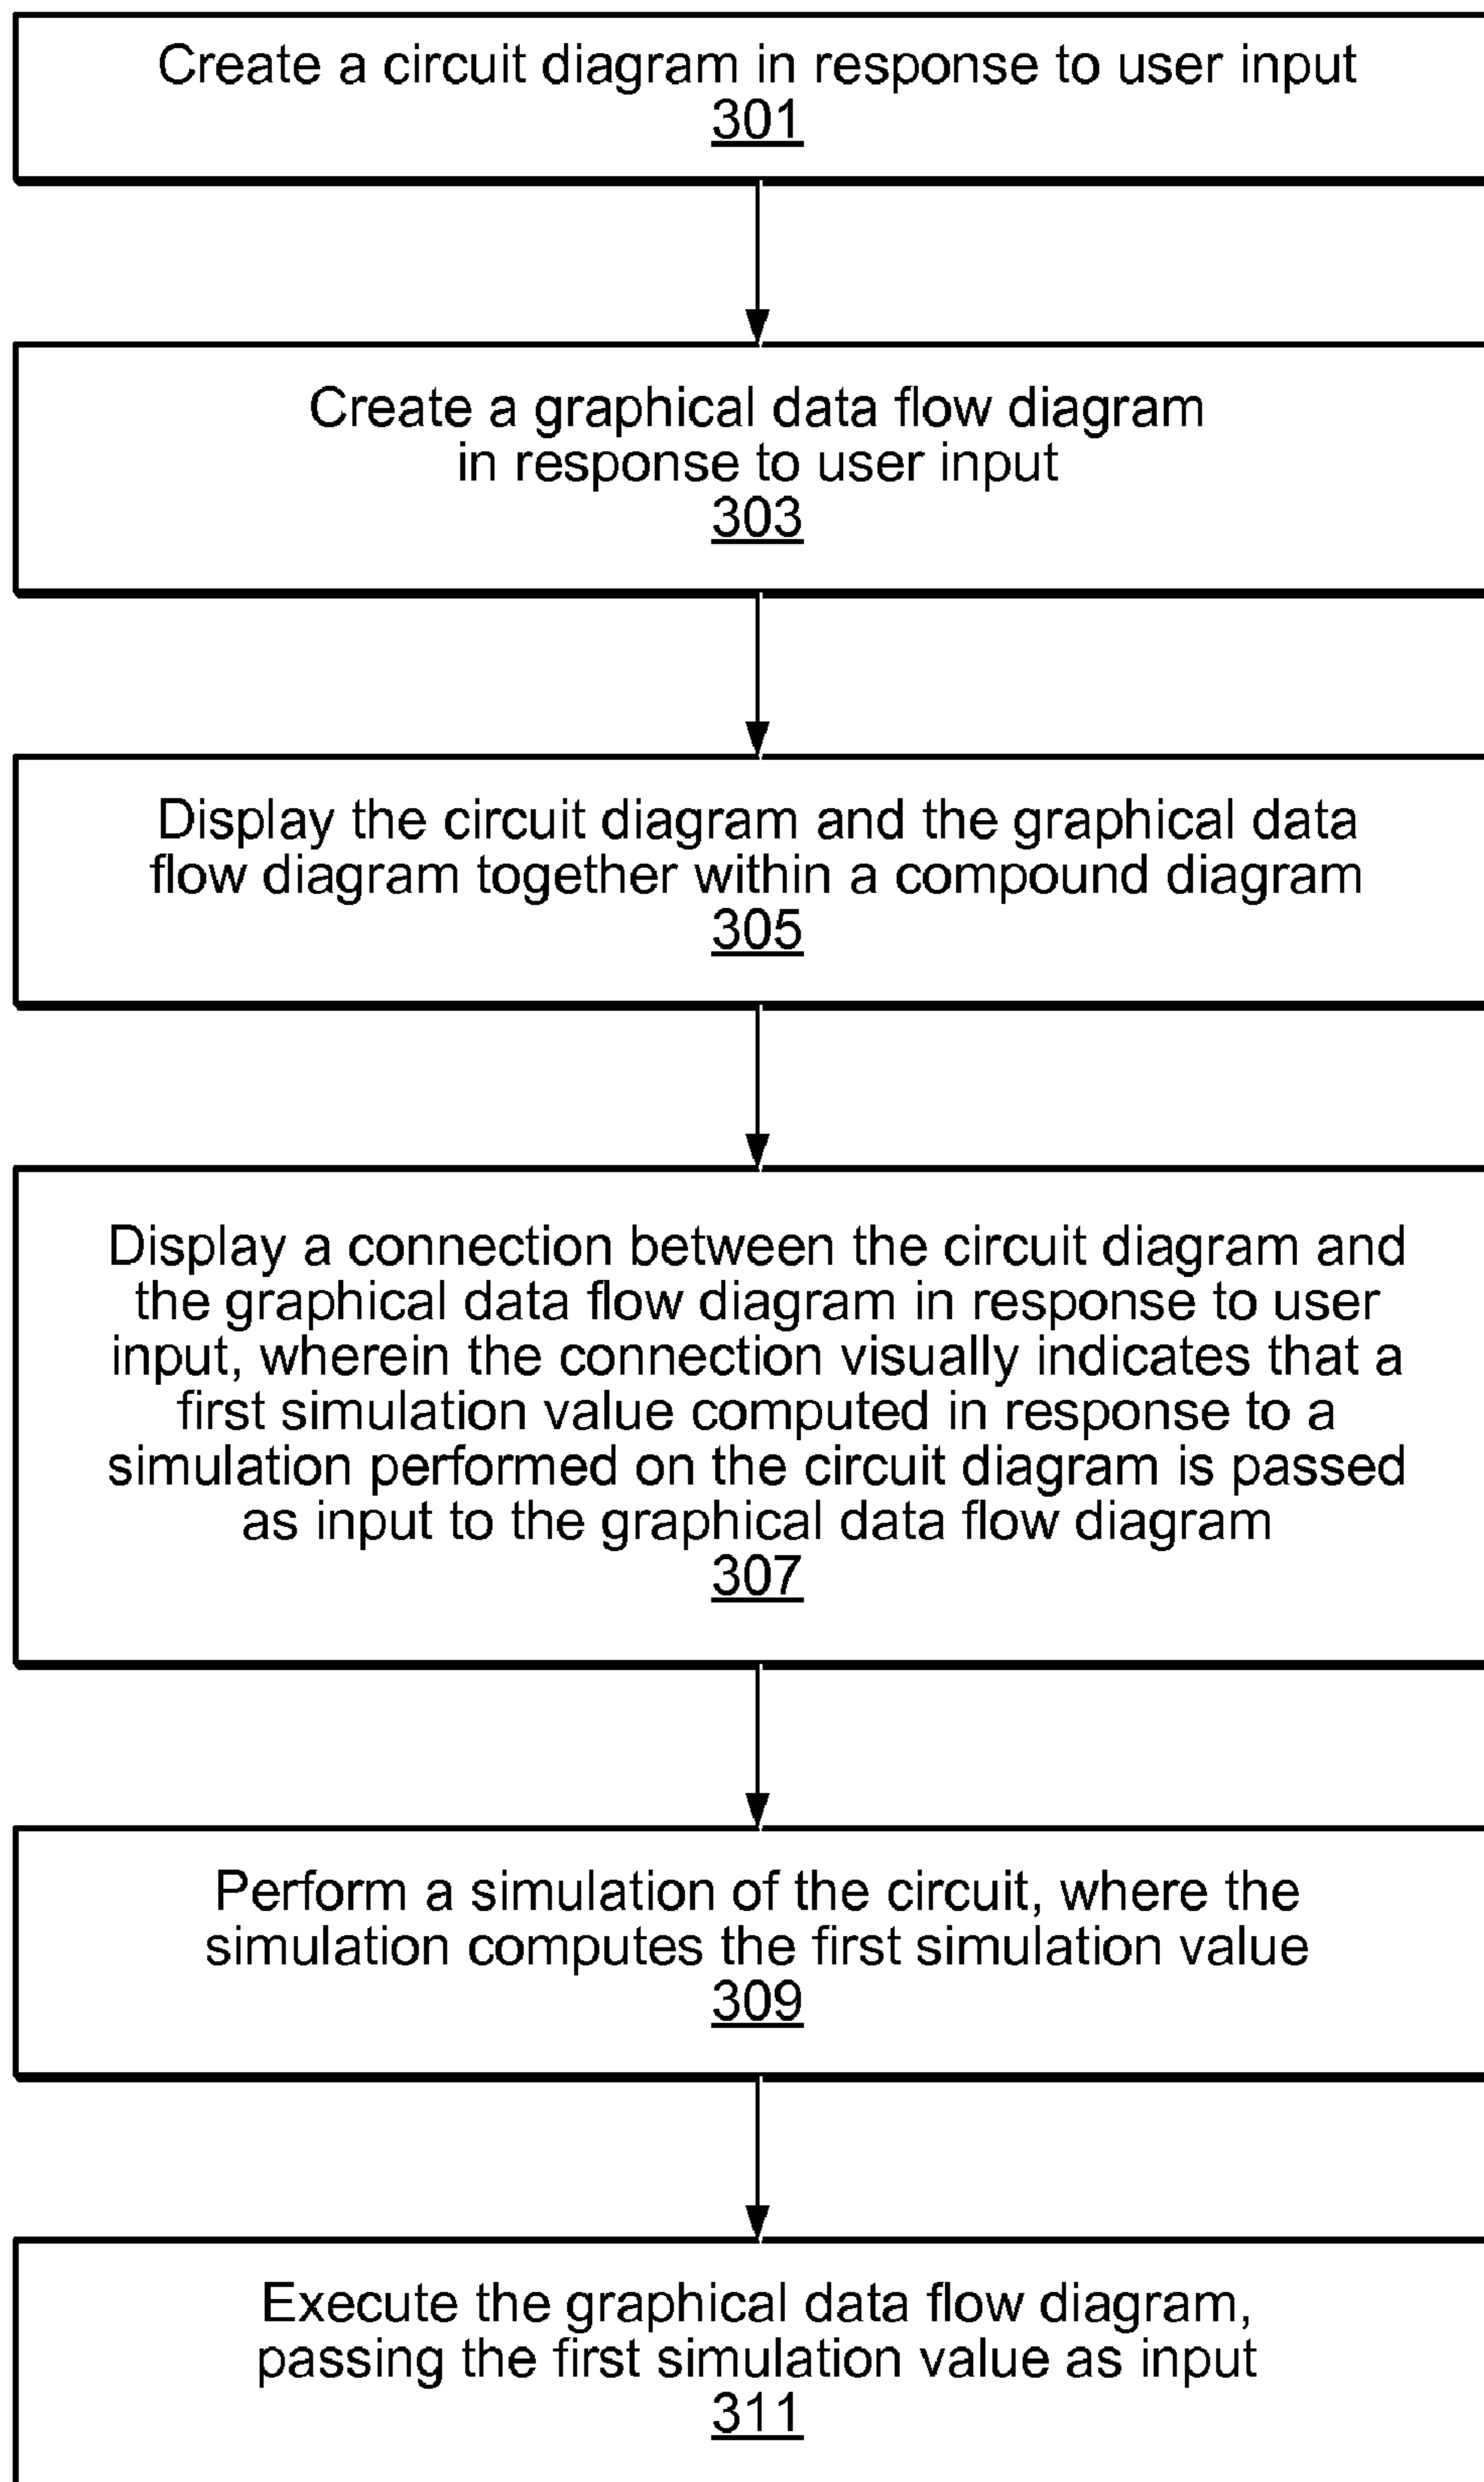 Create a circuit diagram in response to user input
301
Create a graphical data flow diagram
in response to user input
303
Display the circuit diagram and the graphical data
flow diagram together within a compound diagram
305
Display a connection between the circuit diagram and
the graphical data flow diagram in response to user
input, wherein the connection visually indicates that a
first simulation value computed in response to a
simulation performed on the circuit diagram is passed
as input to the graphical data flow diagram
307
Perform a simulation of the circuit, where the
simulation computes the first simulation value
309
Execute the graphical data flow diagram,
passing the first simulation value as input
311